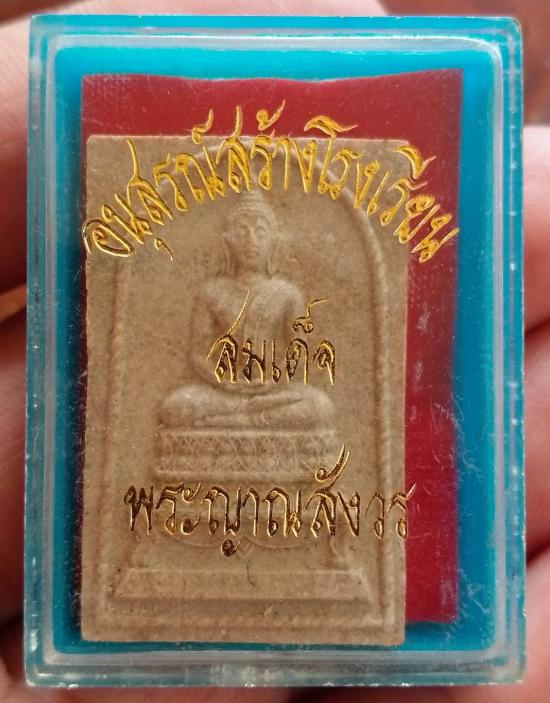 อนุสรณ์สร้างโรงเรียน
สมเด็จ
พระญาณสังวร